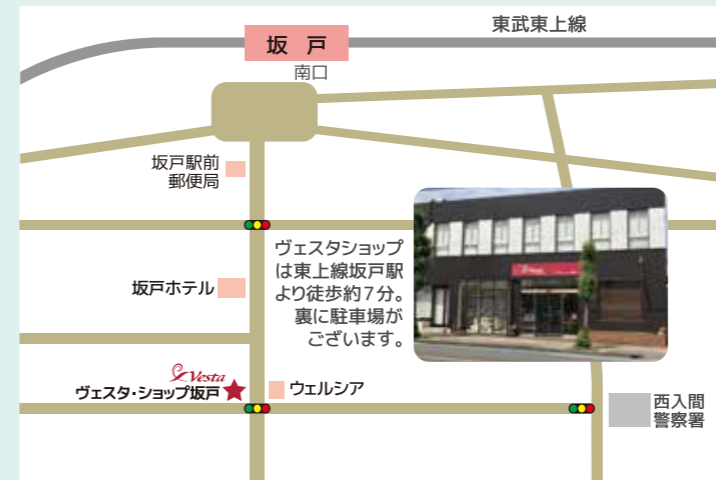 東武東上線
坂 戸
南口
坂戸駅前
郵便局
ヴェスタショップ
は東上線坂戸駅
より徒歩約7分。
裏に駐車場が
ございます。
坂戸ホテル
Vesta
ヴェスタ・ショップ坂戸
ウェルシア
西入間
警察署